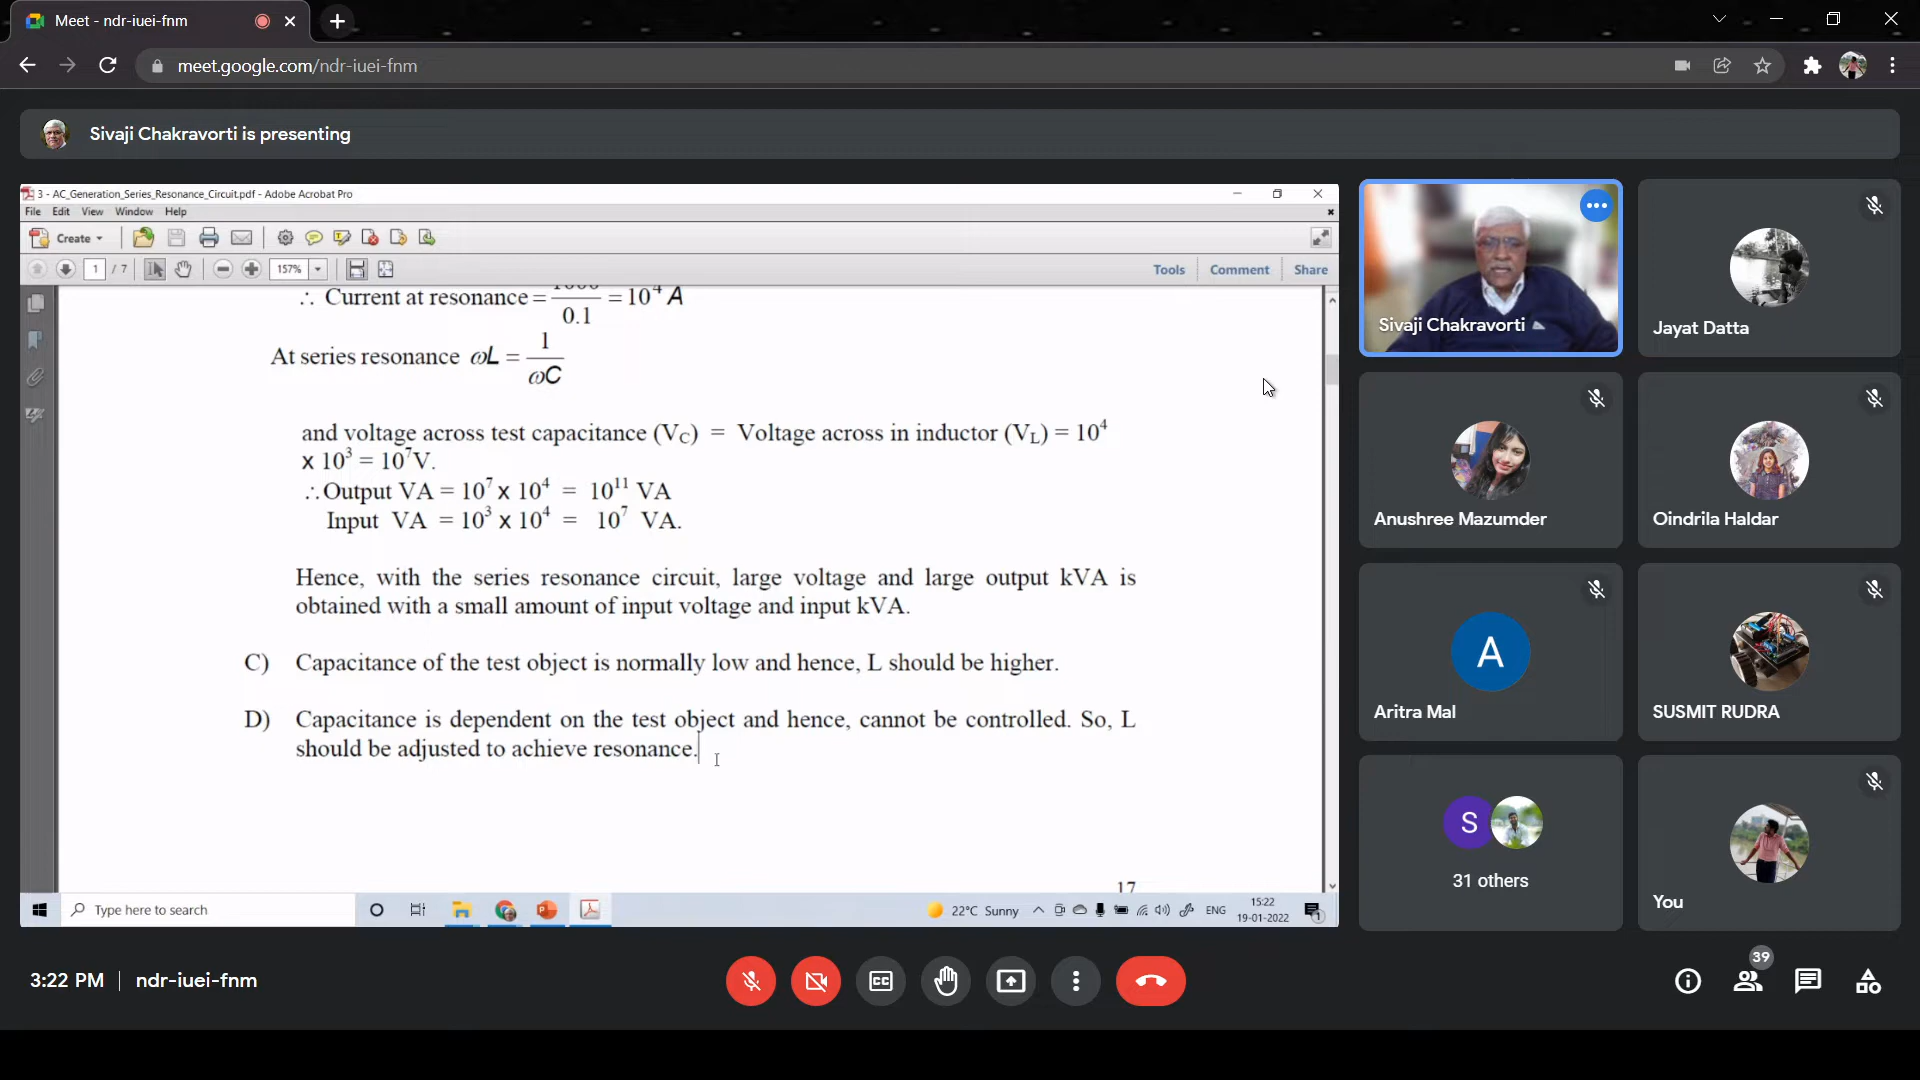 Meet - ndr-iuei-fnm
meet.google.com/ndr-iuei-fnm
Sivaji Chakravorti is presenting
3 - AC_Generation_Series_Resonance_Circuit.pdf - Adobe Acrobat Pro
File Edit View Window Help
Create
1 / 7 157% Tools Comment Share
∴ Current at resonance = 1000/0.1 = 10⁴ A
At series resonance ωL = 1/ωC
and voltage across test capacitance (V_C) = Voltage across in inductor (V_L) = 10⁴
x 10³ = 10⁷V.
∴ Output VA = 10⁷ x 10⁴ = 10¹¹ VA
Input VA = 10³ x 10⁴ = 10⁷ VA.
Hence, with the series resonance circuit, large voltage and large output kVA is
obtained with a small amount of input voltage and input kVA.
C) Capacitance of the test object is normally low and hence, L should be higher.
D) Capacitance is dependent on the test object and hence, cannot be controlled. So, L
should be adjusted to achieve resonance.
17
Type here to search
22°C Sunny
ENG
15:22
19-01-2022
1
Sivaji Chakravorti
Jayat Datta
Anushree Mazumder
Oindrila Haldar
A
Aritra Mal
SUSMIT RUDRA
S
31 others
You
3:22 PM | ndr-iuei-fnm
CC
39